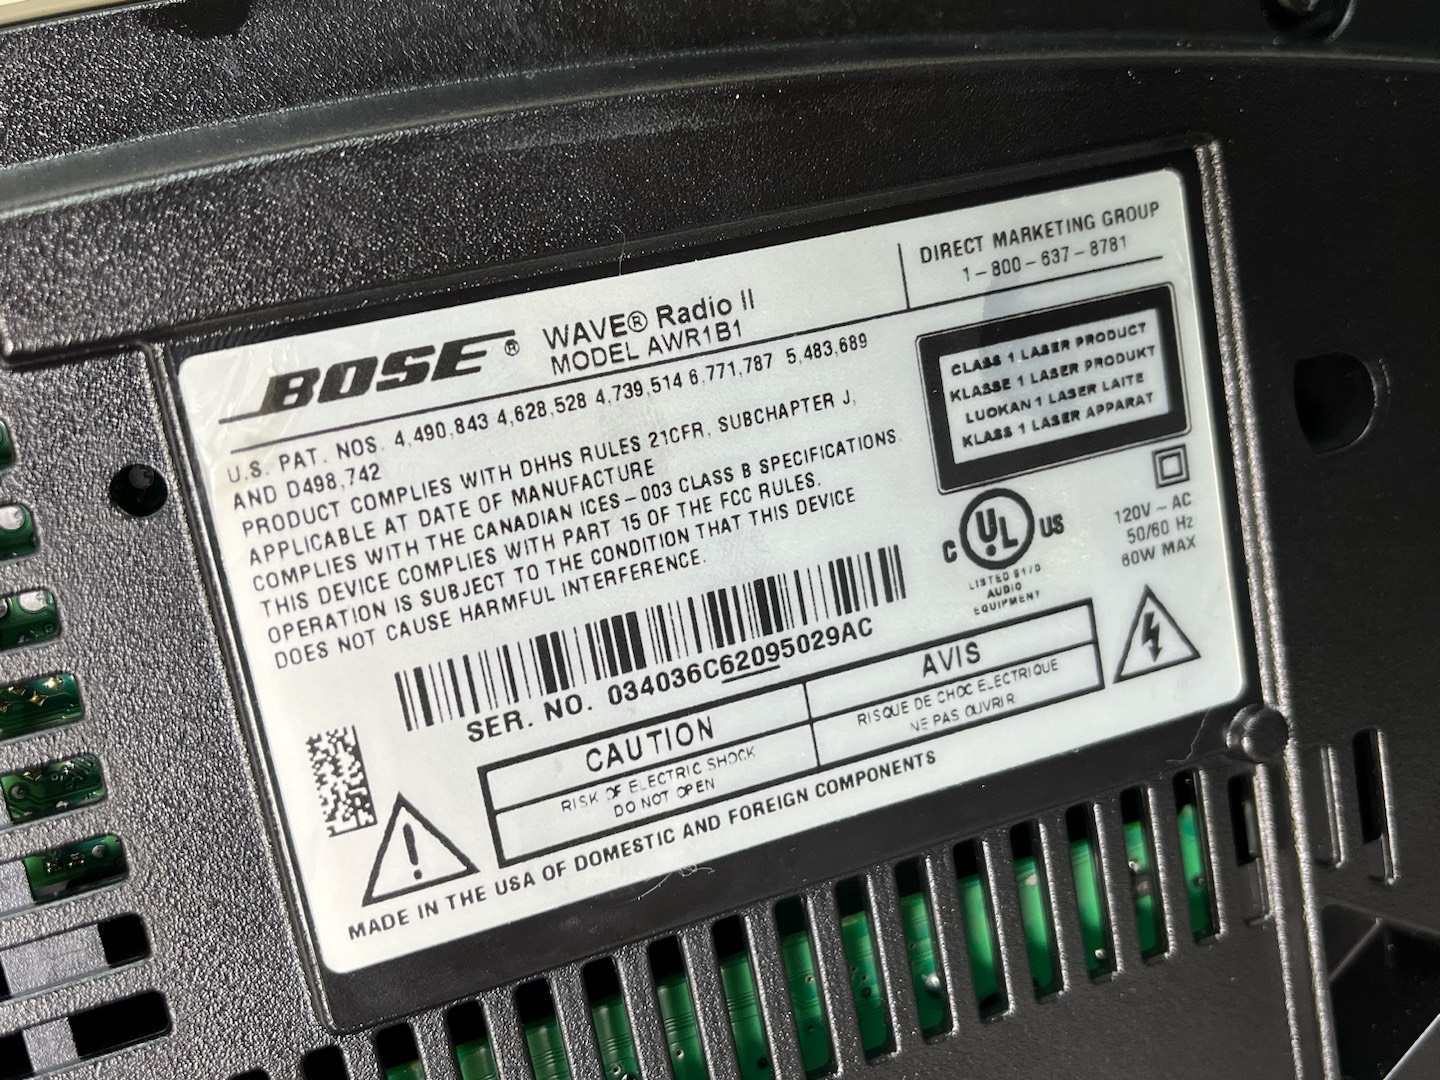 BOSE® WAVE® Radio II
MODEL AWR1B1
DIRECT MARKETING GROUP
1-800-637-8781
U.S. PAT. NOS. 4,490,843 4,628,528 4,739,514 6,771,787 5,483,689
AND D498,742
PRODUCT COMPLIES WITH DHHS RULES 21CFR, SUBCHAPTER J,
APPLICABLE AT DATE OF MANUFACTURE
COMPLIES WITH THE CANADIAN ICES-003 CLASS B SPECIFICATIONS.
THIS DEVICE COMPLIES WITH PART 15 OF THE FCC RULES.
OPERATION IS SUBJECT TO THE CONDITION THAT THIS DEVICE
DOES NOT CAUSE HARMFUL INTERFERENCE.
CLASS 1 LASER PRODUCT
KLASSE 1 LASER PRODUKT
LUOKAN 1 LASER LAITE
KLASS 1 LASER APPARAT
C UL US
LISTED 91/0
AUDIO
EQUIPMENT
120V ~ AC
50/60 Hz
60W MAX
SER. NO. 034036C62095029AC
CAUTION
RISK OF ELECTRIC SHOCK
DO NOT OPEN
AVIS
RISQUE DE CHOC ELECTRIQUE
NE PAS OUVRIR
MADE IN THE USA OF DOMESTIC AND FOREIGN COMPONENTS